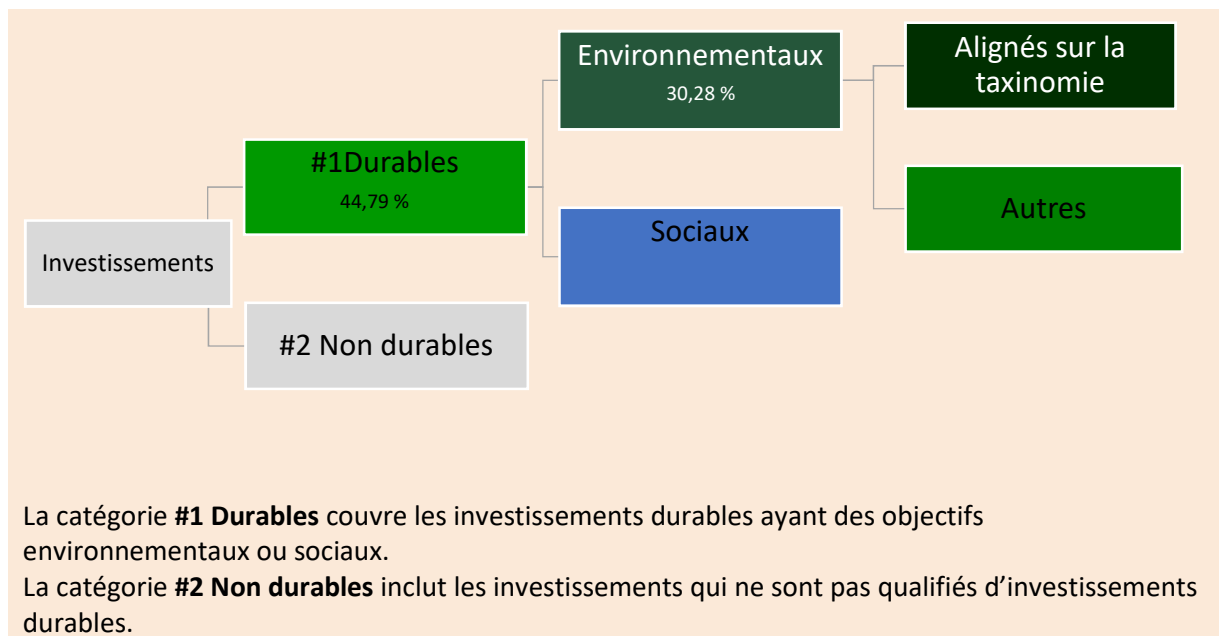 Environnementaux
30,28 %
Alignés sur la
taxinomie
#1Durables
44,79 %
Autres
Sociaux
Investissements
#2 Non durables
La catégorie #1 Durables couvre les investissements durables ayant des objectifs
environnementaux ou sociaux.
La catégorie #2 Non durables inclut les investissements qui ne sont pas qualifiés d’investissements
durables.